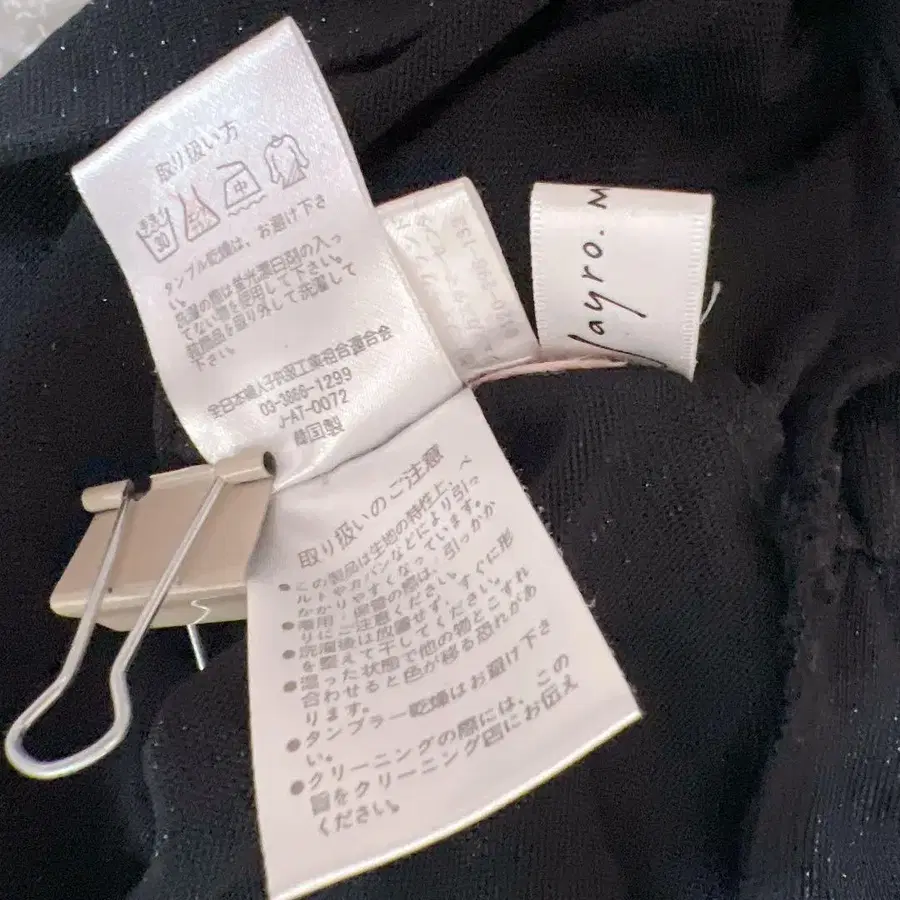 取り扱い方
手洗イ
30
中
タンブル乾燥は、お避け下さ
い。
洗濯の際は蛍光漂白剤の入っ
てない物を使用して下さい。
附属品を取り外して洗濯して
下さい。
全日本婦人子供服工業組合連合会
03-3866-1299
J-AT-0072
韓国製
Jayro. M
取り扱いのご注意
●この製品は生地の特性上、ベ
ルトやカバンなどにより引っ
かかりやすくなっています。
●着用・保管の際は、引っかか
りにご注意ください。
●洗濯後は放置せず、すぐに形
を整えて干してください。
●湿った状態で他の物とこすれ
合わせると色が移る恐れがあ
ります。
●タンブラー乾燥はお避け下さ
い。
●クリーニングの際には、この
旨をクリーニング店にお伝え
ください。